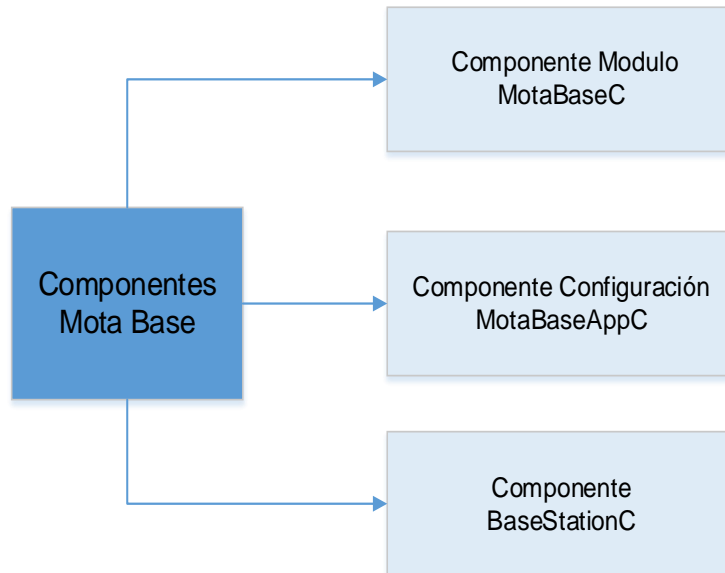 Componente Modulo
MotaBaseC
Componentes
Mota Base
Componente Configuración
MotaBaseAppC
Componente
BaseStationC